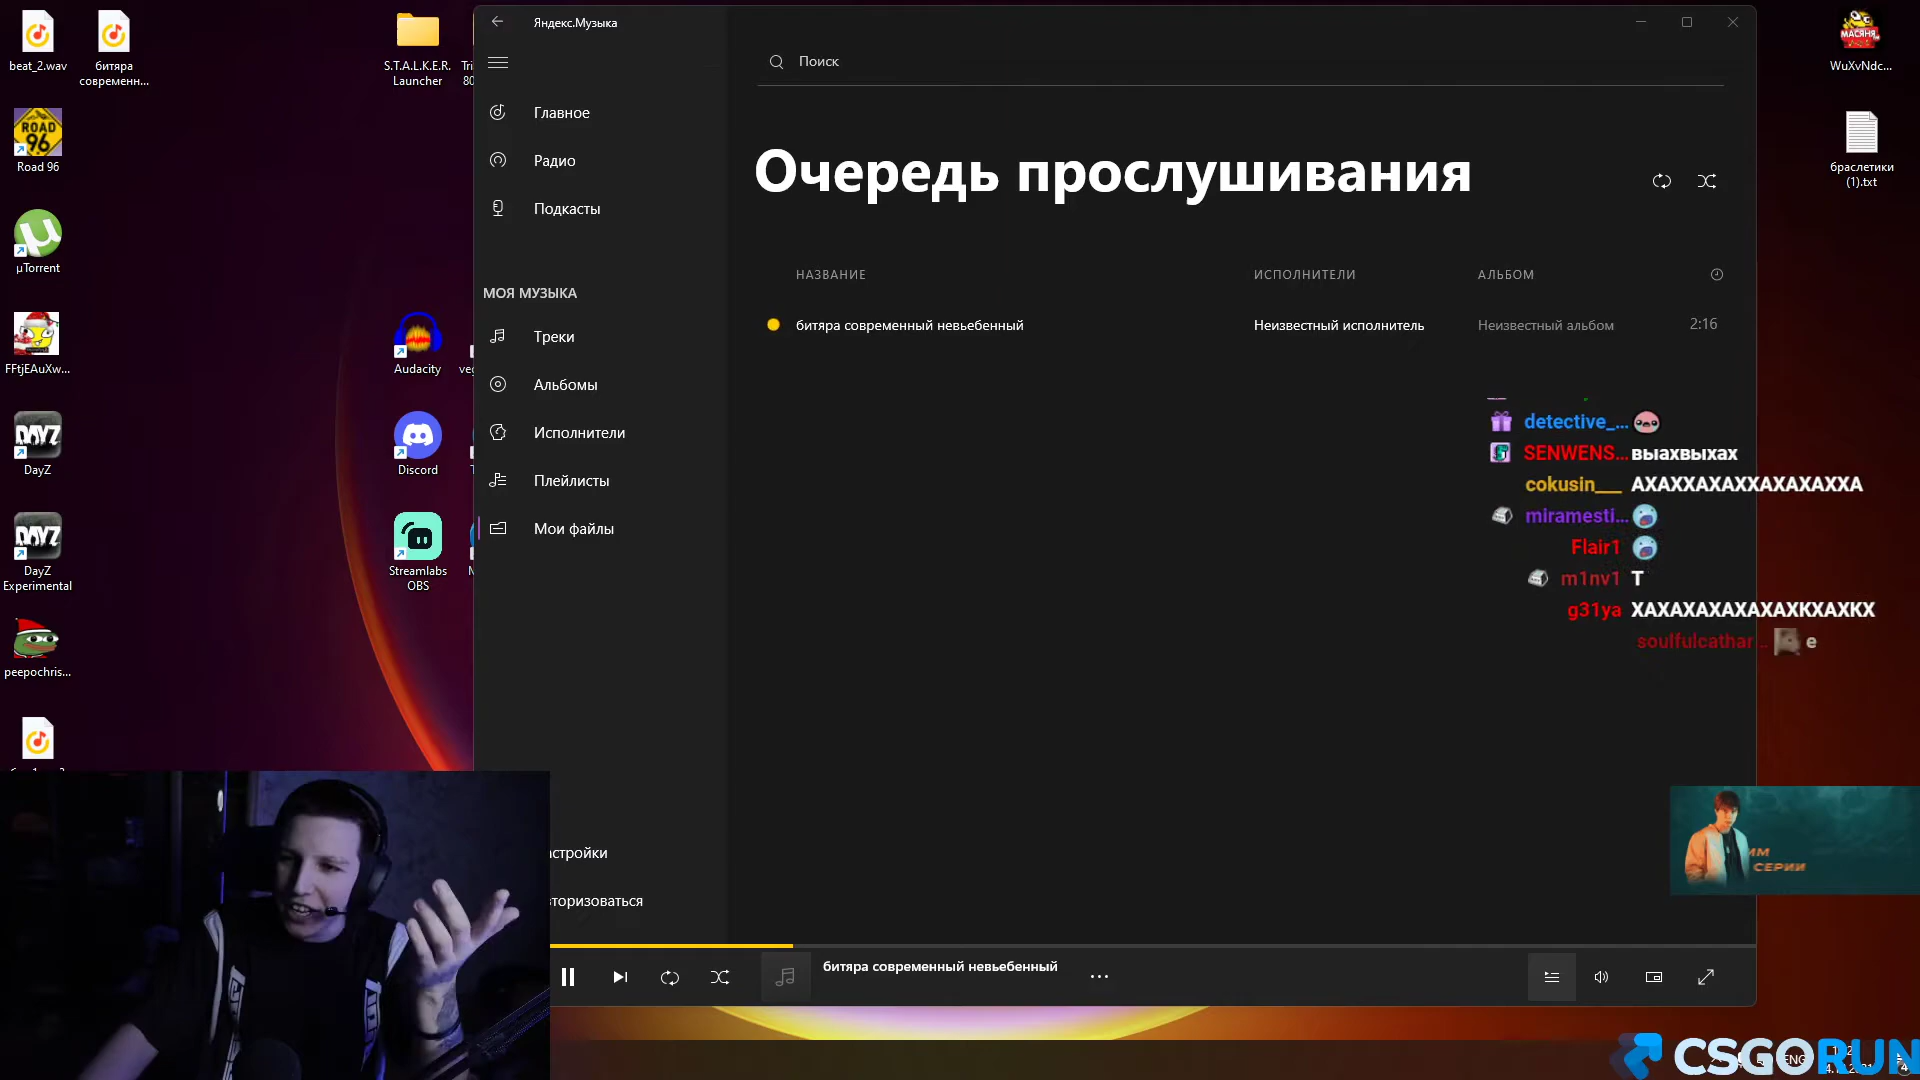 beat_2.wav
битяра
современн...
S.T.A.L.K.E.R.
Launcher
Road 96
µTorrent
FFtjEAuXw...
DayZ
DayZ
Experimental
peepochris...
Audacity
Discord
Streamlabs
OBS
Яндекс.Музыка
Главное
Радио
Подкасты
МОЯ МУЗЫКА
Треки
Альбомы
Исполнители
Плейлисты
Мои файлы
Поиск
Очередь прослушивания
НАЗВАНИЕ ИСПОЛНИТЕЛИ АЛЬБОМ
битяра современный невьебенный Неизвестный исполнитель Неизвестный альбом 2:16
detective_...
SENWENS... выахвыхах
cokusin___ АХАХХАХАХХАХАХАХХА
miramesti...
Flair1
m1nv1 Т
g31ya ХАХАХАХАХАХАХКХАХКХ
soulfulcathar... е
битяра современный невьебенный
WuXvNdc...
браслетики
(1).txt
СЕРИИ
CSGORUN
ENG